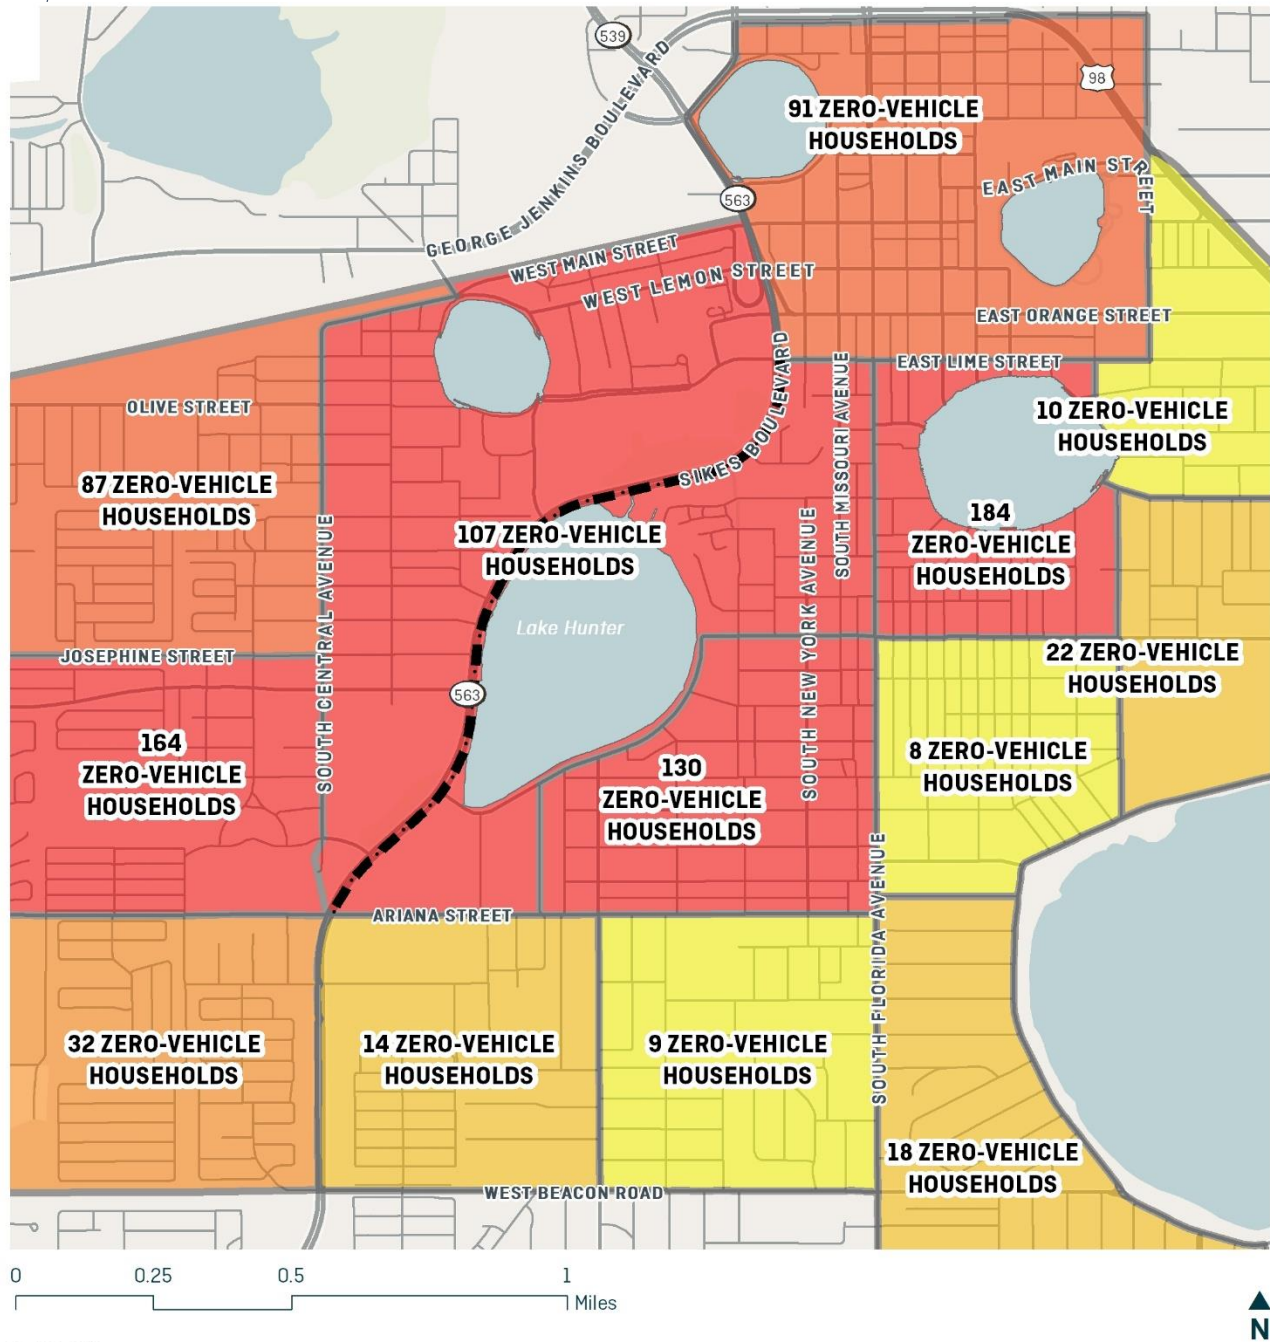 539
GEORGE JENKINS BOULEVARD
98
91 ZERO-VEHICLE
HOUSEHOLDS
EAST MAIN STREET
563
WEST MAIN STREET
WEST LEMON STREET
EAST ORANGE STREET
SIKES BOULEVARD
SOUTH MISSOURI AVENUE
EAST LIME STREET
OLIVE STREET
10 ZERO-VEHICLE
HOUSEHOLDS
87 ZERO-VEHICLE
HOUSEHOLDS
107 ZERO-VEHICLE
HOUSEHOLDS
184
ZERO-VEHICLE
HOUSEHOLDS
SOUTH CENTRAL AVENUE
SOUTH NEW YORK AVENUE
Lake Hunter
JOSEPHINE STREET
22 ZERO-VEHICLE
HOUSEHOLDS
563
164
ZERO-VEHICLE
HOUSEHOLDS
130
ZERO-VEHICLE
HOUSEHOLDS
8 ZERO-VEHICLE
HOUSEHOLDS
SOUTH FLORIDA AVENUE
ARIANA STREET
32 ZERO-VEHICLE
HOUSEHOLDS
14 ZERO-VEHICLE
HOUSEHOLDS
9 ZERO-VEHICLE
HOUSEHOLDS
18 ZERO-VEHICLE
HOUSEHOLDS
WEST BEACON ROAD
0 0.25 0.5 1
Miles
N